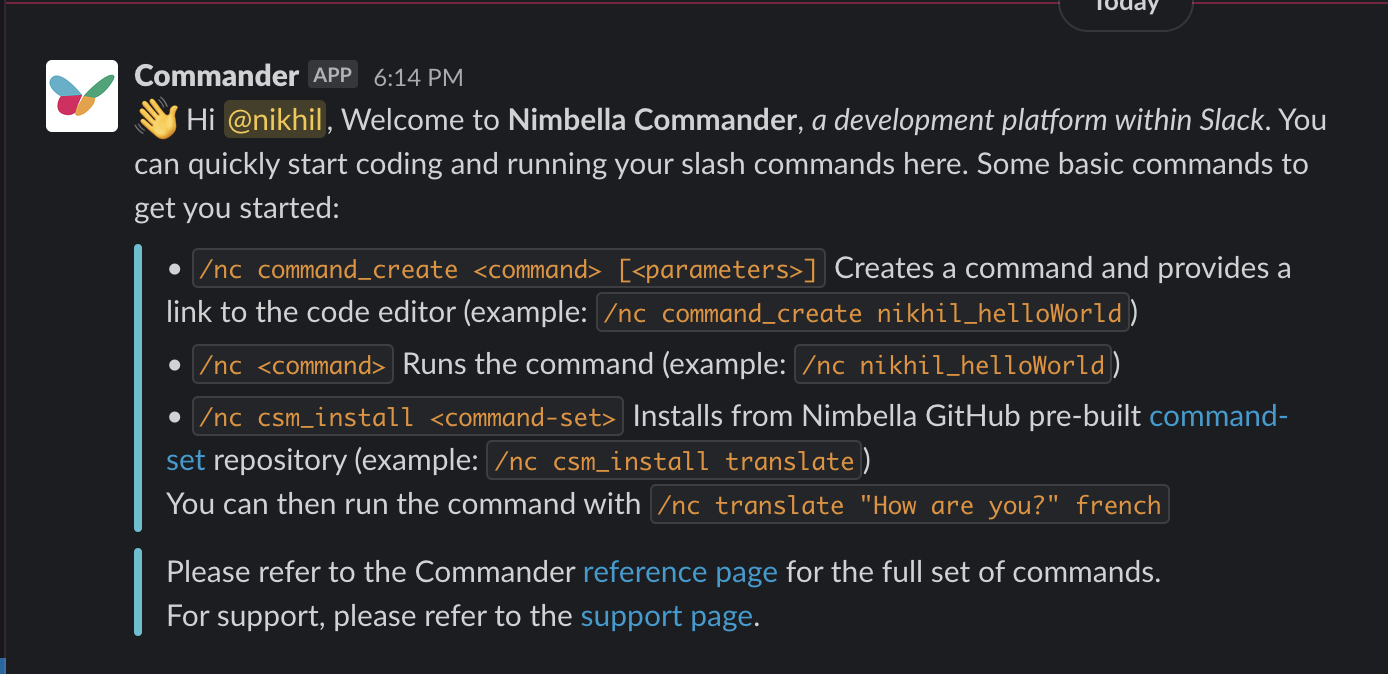 Today
Commander APP 6:14 PM
👋 Hi @nikhil, Welcome to Nimbella Commander, a development platform within Slack. You
can quickly start coding and running your slash commands here. Some basic commands to
get you started:
• /nc command_create <command> [<parameters>] Creates a command and provides a
link to the code editor (example: /nc command_create nikhil_helloWorld)
• /nc <command> Runs the command (example: /nc nikhil_helloWorld)
• /nc csm_install <command-set> Installs from Nimbella GitHub pre-built command-
set repository (example: /nc csm_install translate)
You can then run the command with /nc translate "How are you?" french
Please refer to the Commander reference page for the full set of commands.
For support, please refer to the support page.